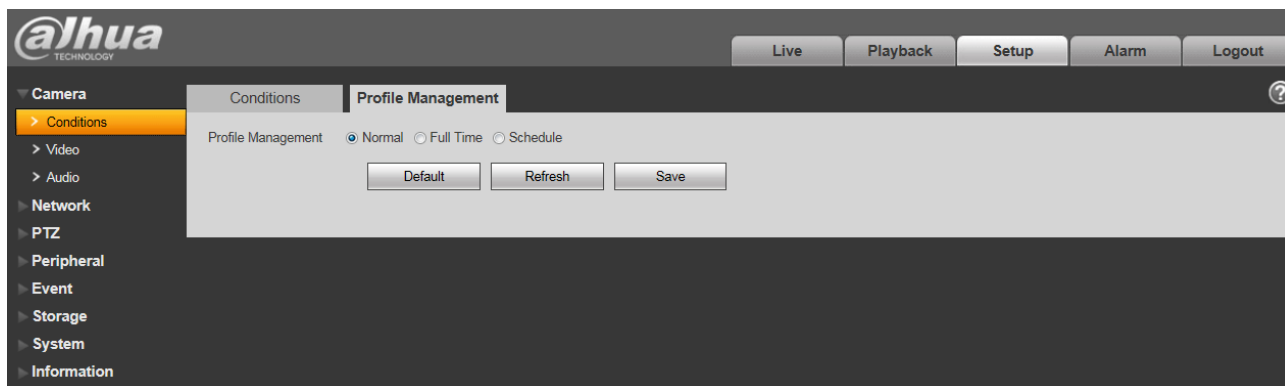 alhua
TECHNOLOGY
Live Playback Setup Alarm Logout
Camera
Conditions
Video
Audio
Network
PTZ
Peripheral
Event
Storage
System
Information
Conditions Profile Management
Profile Management Normal Full Time Schedule
Default Refresh Save
?